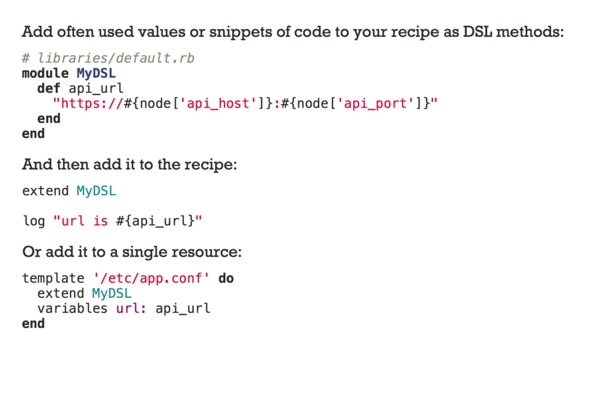 Add often used values or snippets of code to your recipe as DSL methods:
# libraries/default.rb
module MyDSL
  def api_url
    "https://#{node['api_host']}:#{node['api_port']}"
  end
end
And then add it to the recipe:
extend MyDSL
log "url is #{api_url}"
Or add it to a single resource:
template '/etc/app.conf' do
  extend MyDSL
  variables url: api_url
end